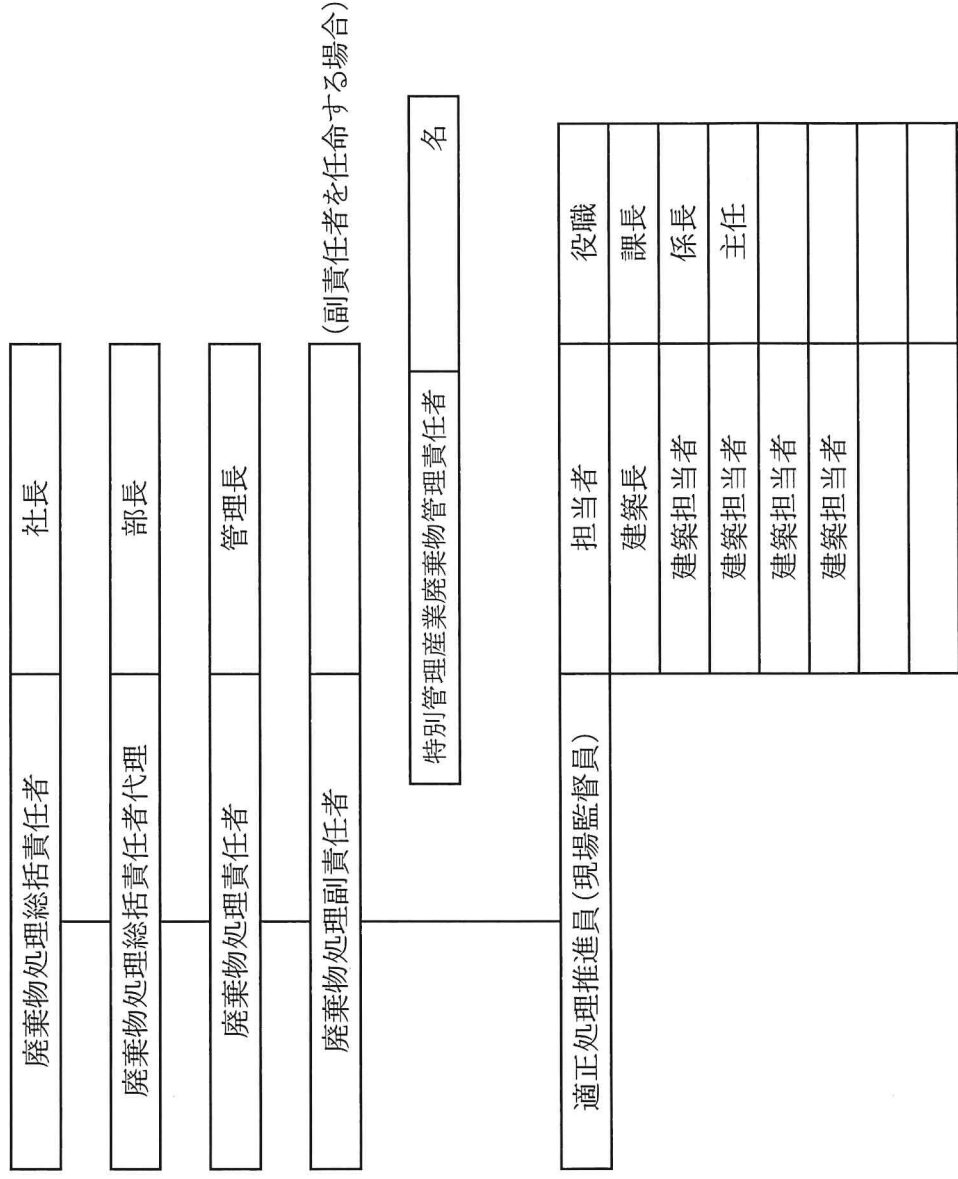 廃棄物処理総括責任者 社長
廃棄物処理総括責任者代理 部長
廃棄物処理責任者 管理長
廃棄物処理副責任者
(副責任者を任命する場合)
特別管理産業廃棄物管理責任者 名
適正処理推進員(現場監督員) 担当者 役職
建築長 課長
建築担当者 係長
建築担当者 主任
建築担当者
建築担当者